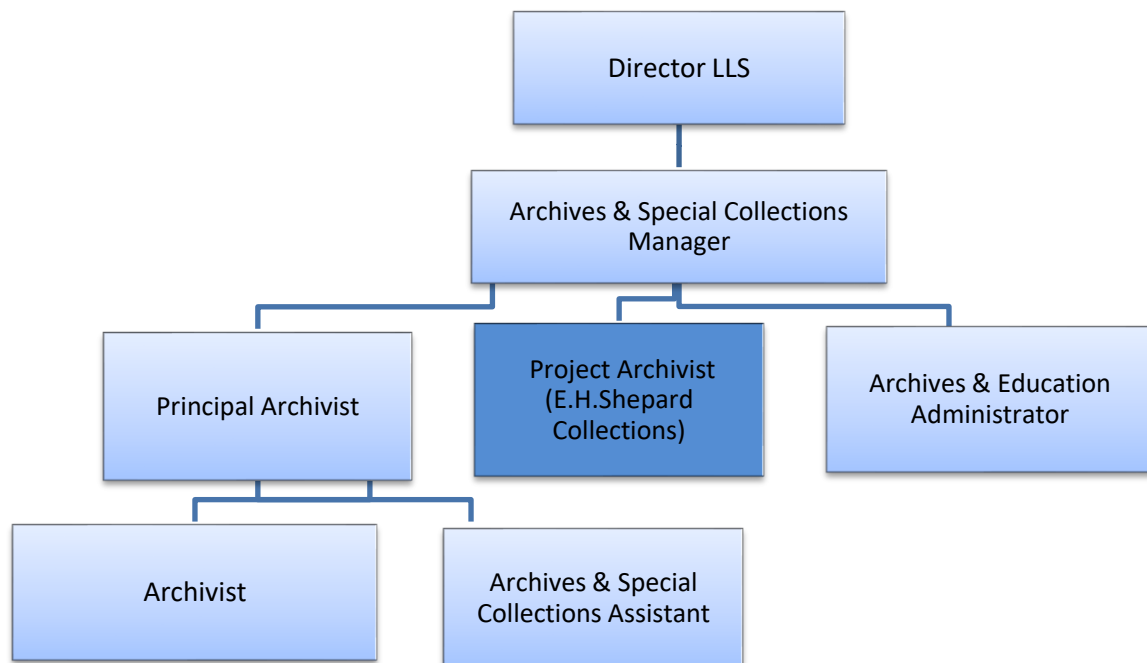 Director LLS
Archives & Special Collections
Manager
Principal Archivist
Project Archivist
(E.H.Shepard
Collections)
Archives & Education
Administrator
Archivist
Archives & Special
Collections Assistant